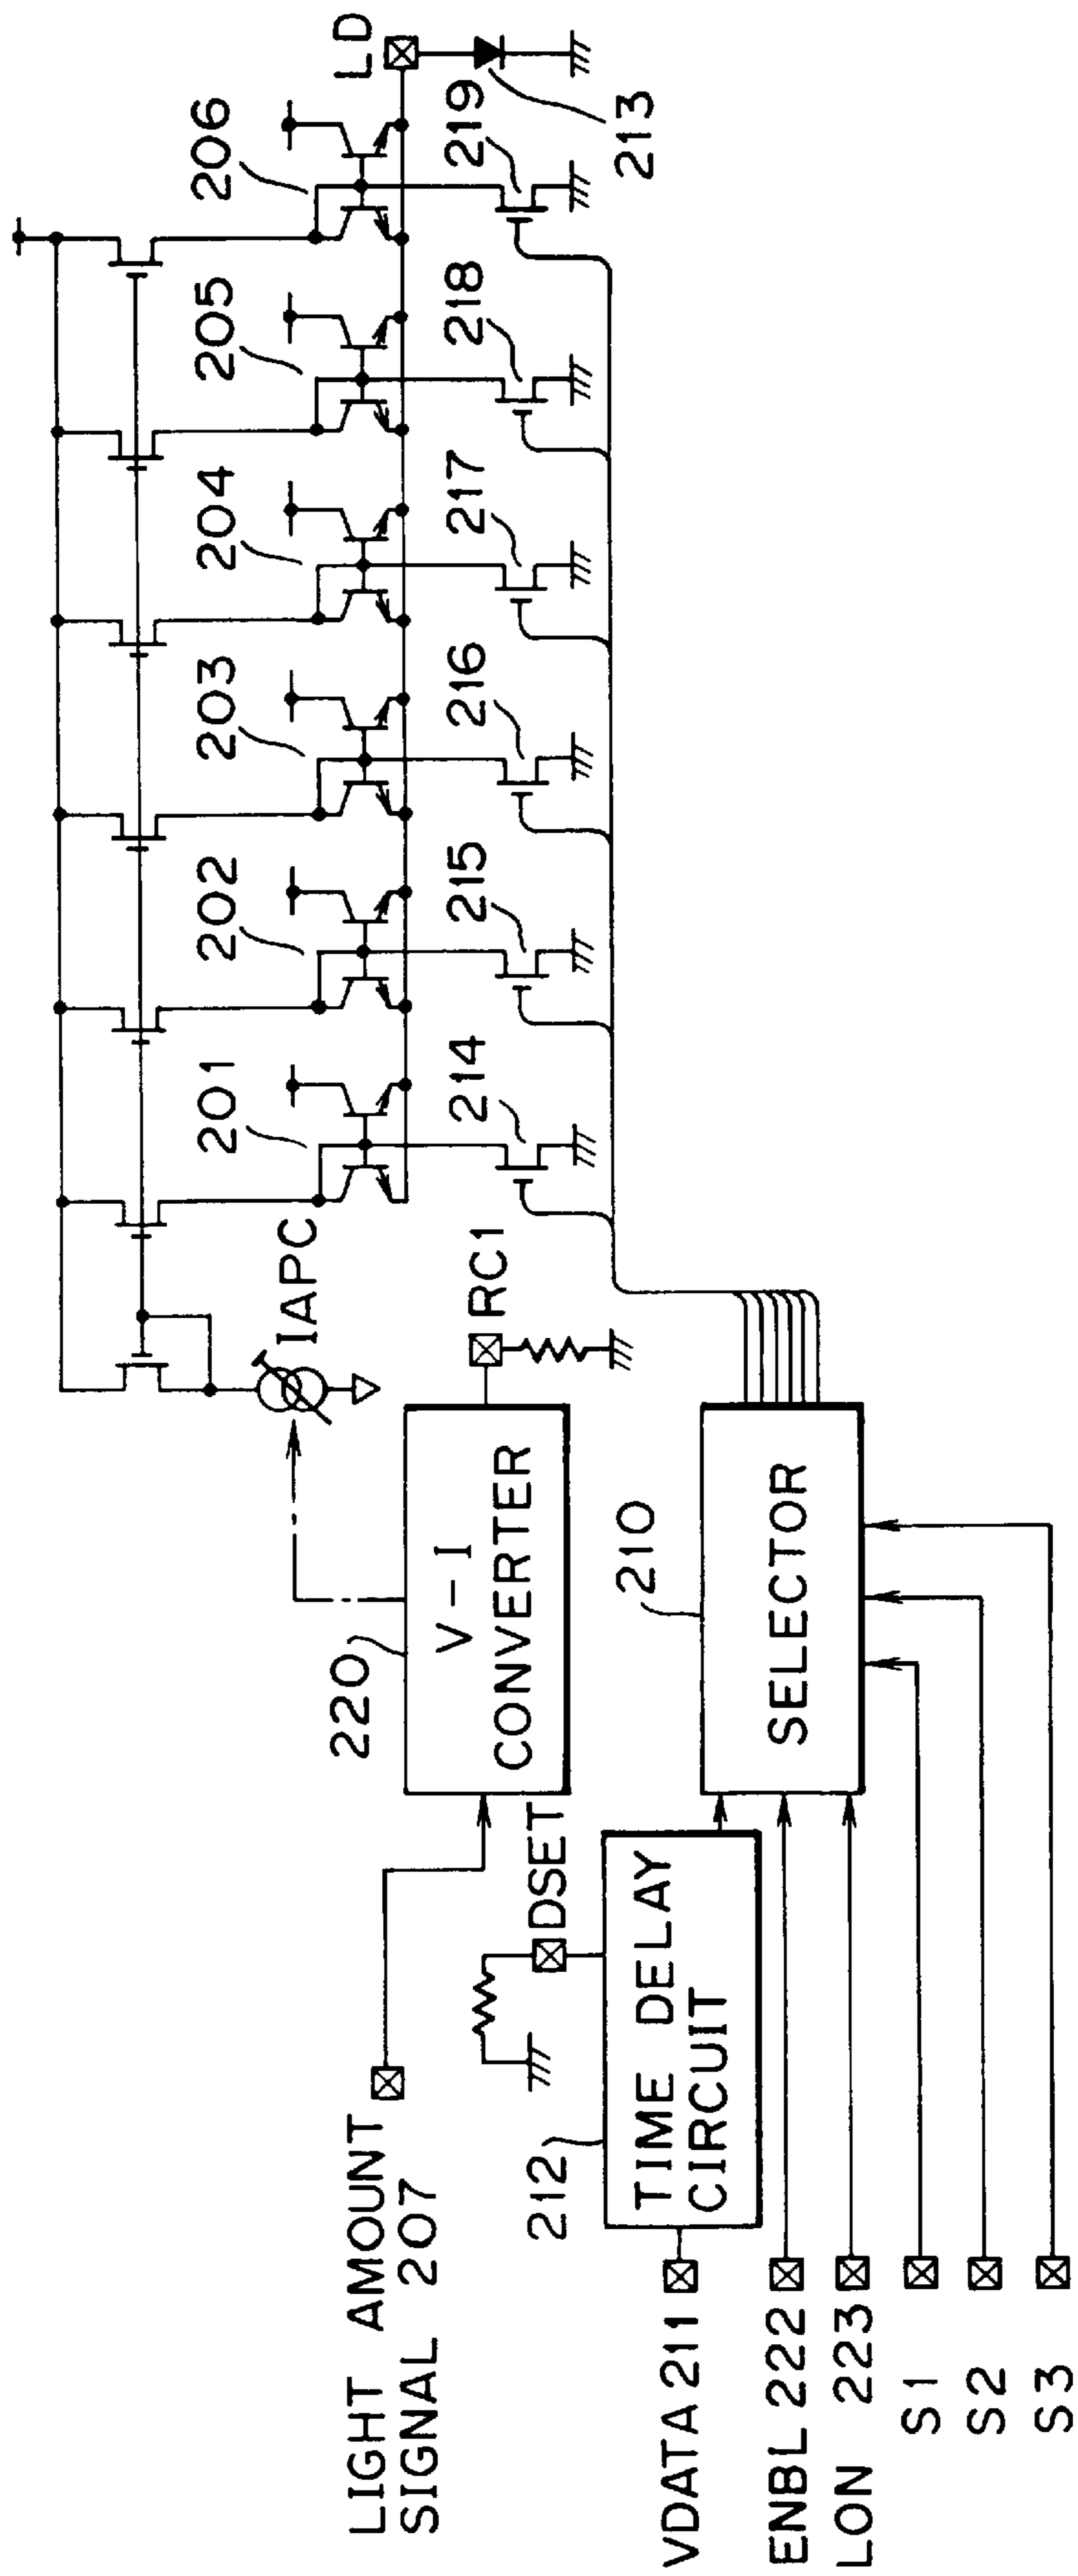 LIGHT AMOUNT
SIGNAL 207
VDATA 211
ENBL 222
LON 223
S1
S2
S3
212
TIME DELAY
CIRCUIT
DSET
220
V-I
CONVERTER
210
SELECTOR
RC1
IAPC
201
202
203
204
205
206
LD
214
215
216
217
218
219
213